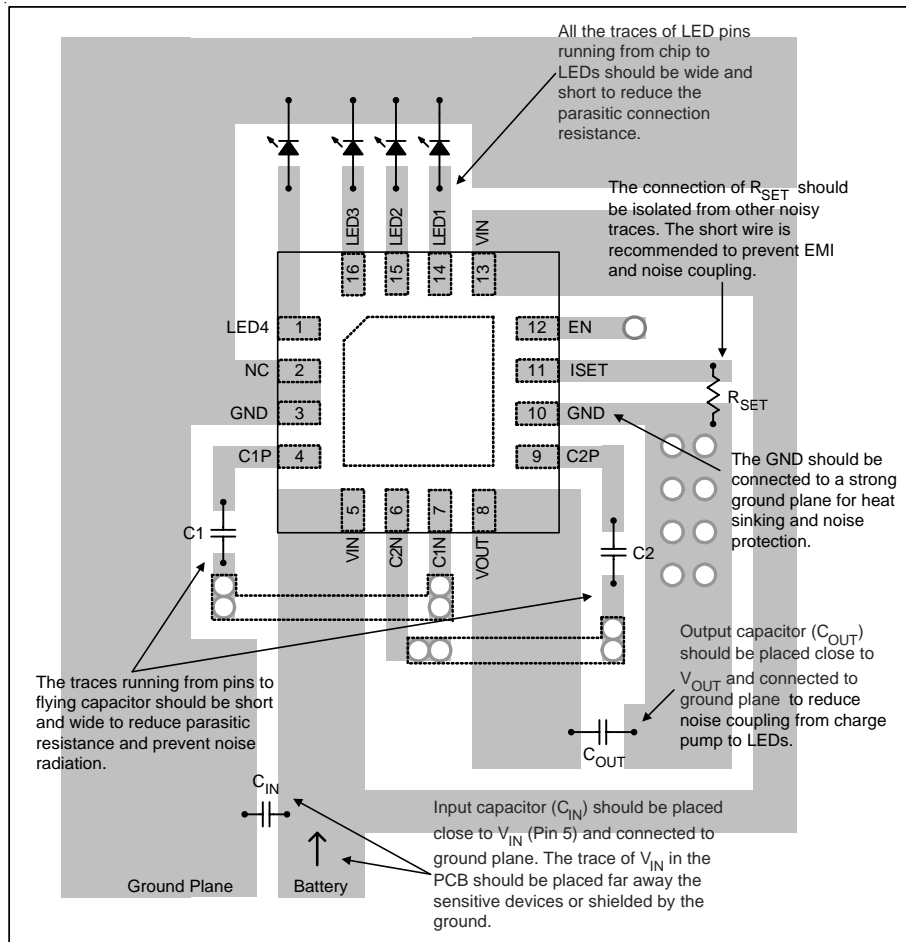 All the traces of LED pins
running from chip to
LEDs should be wide and
short to reduce the
parasitic connection
resistance.
The connection of RSET should
be isolated from other noisy
traces. The short wire is
recommended to prevent EMI
and noise coupling.
LED3
LED2
LED1
VIN
16
15
14
13
LED4
1
12
EN
NC
2
11
ISET
RSET
GND
3
10
GND
C1P
4
9
C2P
The GND should be
connected to a strong
ground plane for heat
sinking and noise
protection.
5
6
7
8
VIN
C2N
C1N
VOUT
C1
C2
Output capacitor (COUT)
should be placed close to
VOUT and connected to
ground plane to reduce
noise coupling from charge
pump to LEDs.
The traces running from pins to
flying capacitor should be short
and wide to reduce parasitic
resistance and prevent noise
radiation.
COUT
CIN
Input capacitor (CIN) should be placed
close to VIN (Pin 5) and connected to
ground plane. The trace of VIN in the
PCB should be placed far away the
sensitive devices or shielded by the
ground.
Ground Plane
Battery